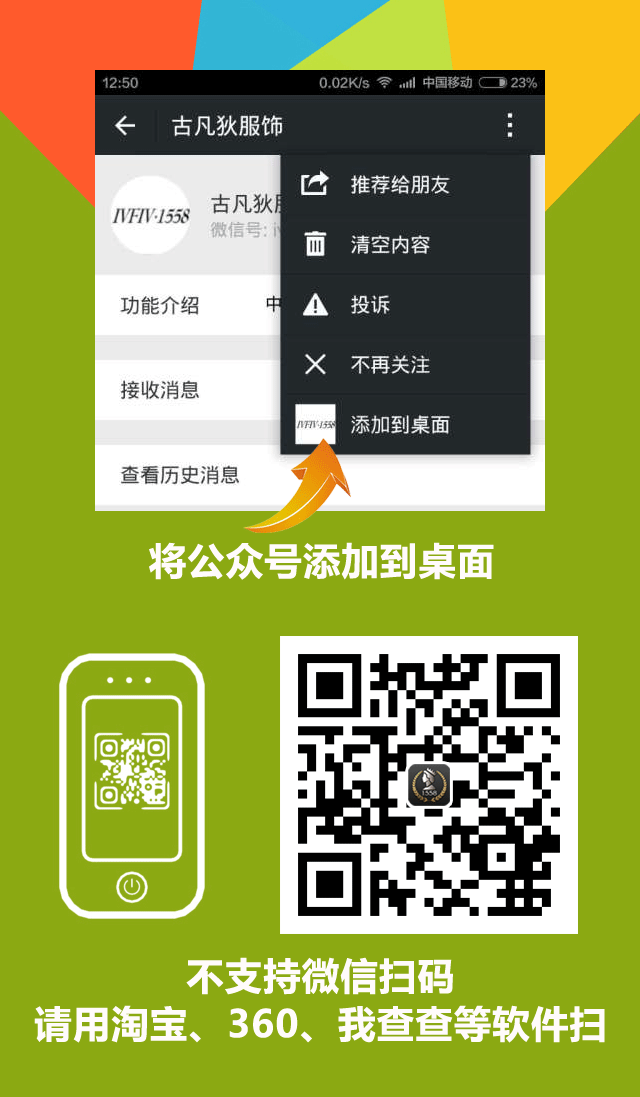 12:50 0.02K/s 中国移动 23%
古凡狄服饰
推荐给朋友
IVFIV·1558 古凡狄
微信号: iv
清空内容
功能介绍 中
投诉
接收消息
不再关注
IVFIV·1558 添加到桌面
查看历史消息
将公众号添加到桌面
1558
不支持微信扫码
请用淘宝、360、我查查等软件扫